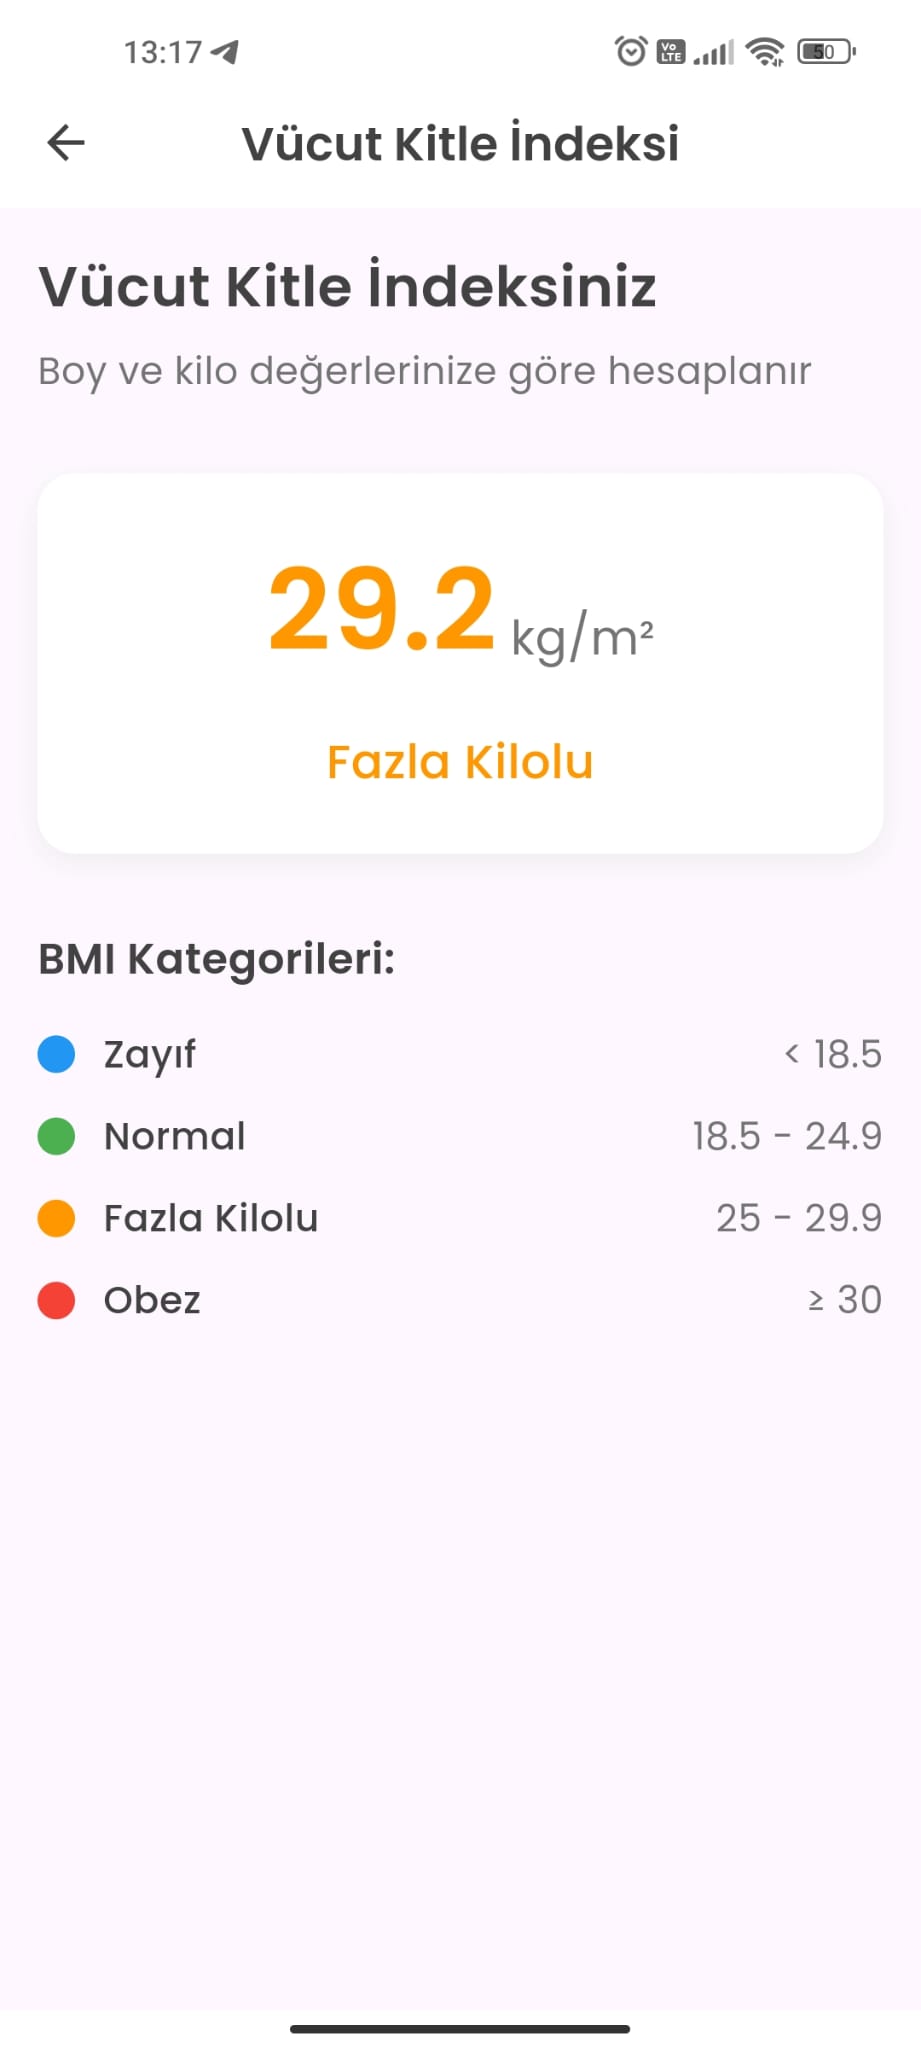 13:17 Vo LTE 50
Vücut Kitle İndeksi
Vücut Kitle İndeksiniz
Boy ve kilo değerlerinize göre hesaplanır
29.2 kg/m²
Fazla Kilolu
BMI Kategorileri:
Zayıf < 18.5
Normal 18.5 - 24.9
Fazla Kilolu 25 - 29.9
Obez ≥ 30